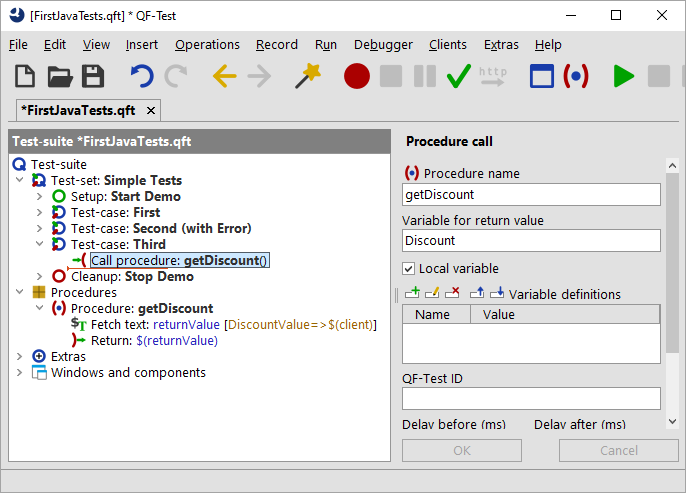 [FirstJavaTests.qft] * QF-Test
File Edit View Insert Operations Record Run Debugger Clients Extras Help
http
*FirstJavaTests.qft
Test-suite *FirstJavaTests.qft
Test-suite
Test-set: Simple Tests
Setup: Start Demo
Test-case: First
Test-case: Second (with Error)
Test-case: Third
Call procedure: getDiscount()
Cleanup: Stop Demo
Procedures
Procedure: getDiscount
Fetch text: returnValue [DiscountValue=>$(client)]
Return: $(returnValue)
Extras
Windows and components
Procedure call
Procedure name
getDiscount
Variable for return value
Discount
Local variable
Variable definitions
Name Value
QF-Test ID
Delay before (ms) Delay after (ms)
OK Cancel